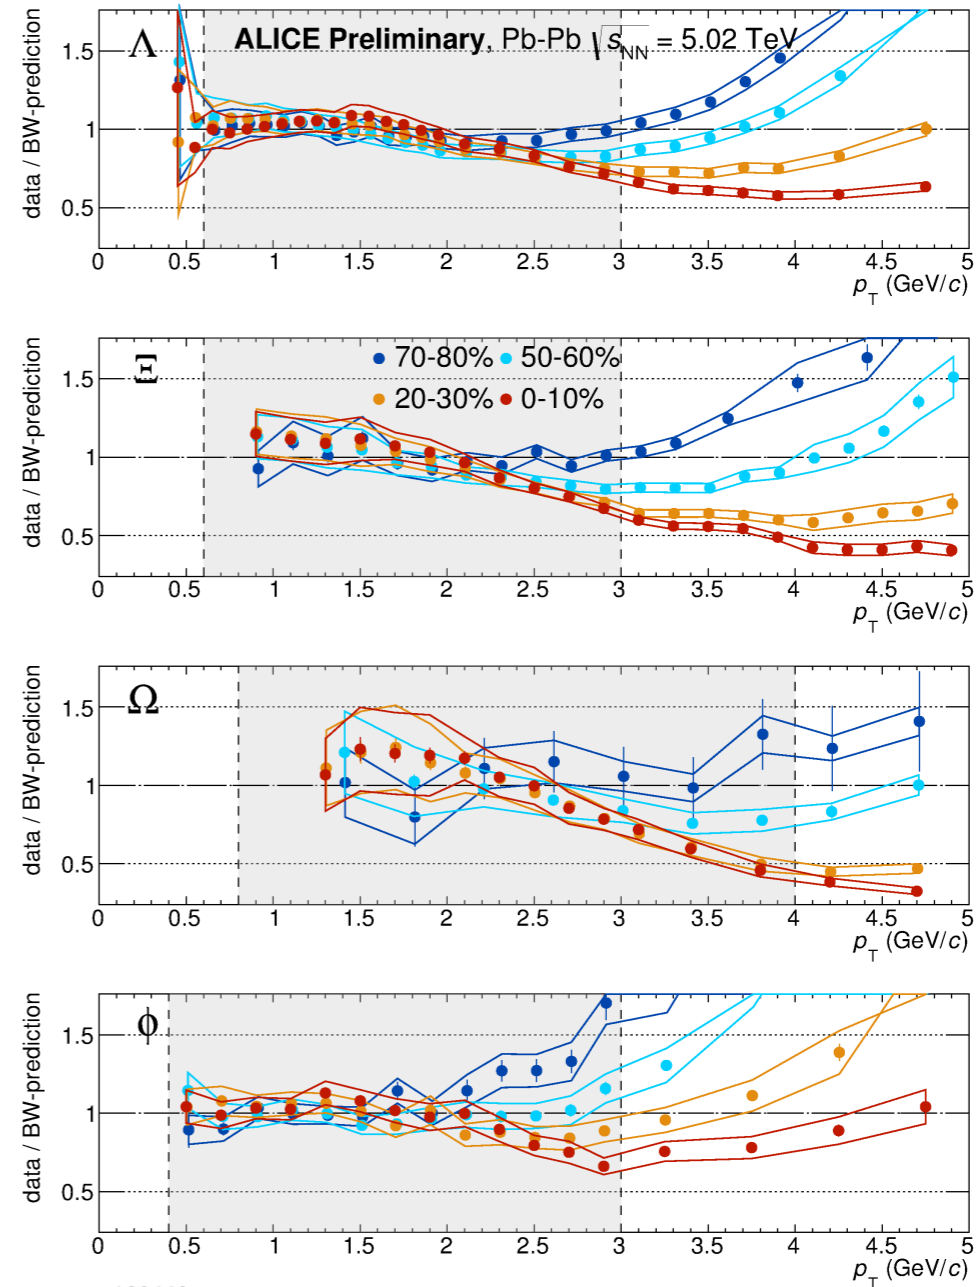 Λ
ALICE Preliminary, Pb-Pb √sNN = 5.02 TeV
data / BW-prediction
1.5
1
0.5
0 0.5 1 1.5 2 2.5 3 3.5 4 4.5 5
pT (GeV/c)
Ξ
70-80% 50-60%
20-30% 0-10%
data / BW-prediction
1.5
1
0.5
0 0.5 1 1.5 2 2.5 3 3.5 4 4.5 5
pT (GeV/c)
Ω
data / BW-prediction
1.5
1
0.5
0 0.5 1 1.5 2 2.5 3 3.5 4 4.5 5
pT (GeV/c)
ϕ
data / BW-prediction
1.5
1
0.5
0 0.5 1 1.5 2 2.5 3 3.5 4 4.5 5
pT (GeV/c)